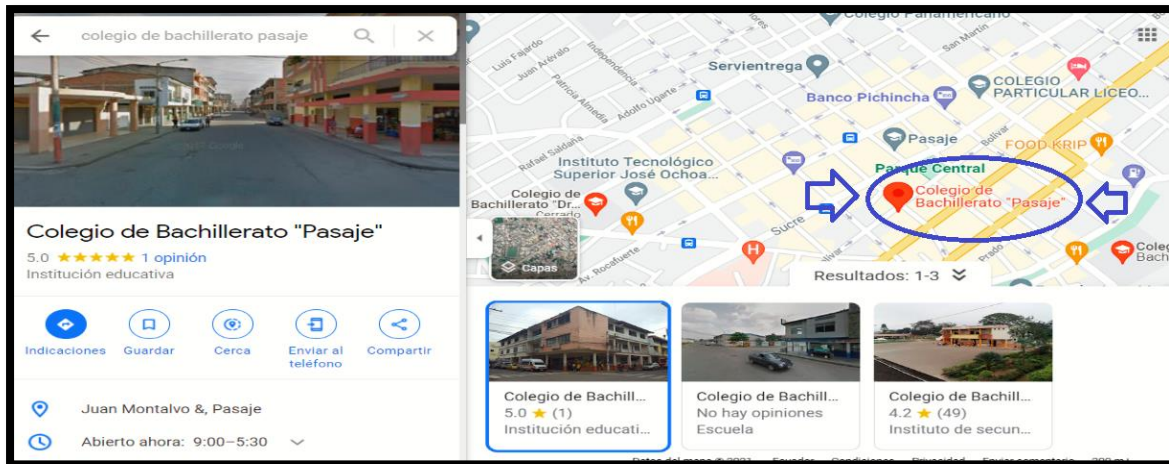 colegio de bachillerato pasaje
Colegio de Bachillerato "Pasaje"
5.0 ★★★★★ 1 opinión
Institución educativa
Indicaciones
Guardar
Cerca
Enviar al
teléfono
Compartir
Juan Montalvo &, Pasaje
Abierto ahora: 9:00–5:30
Colegio Panamericano
Luis Fajardo
Juan Arévalo
Independencia
Patricia Almeida
Adolfo Ugarte
San Martín
Servientrega
COLEGIO
PARTICULAR LICEO...
Banco Pichincha
Pasaje
Bolivar
FOOD KRIP
Rafael Saldaña
Instituto Tecnológico
Superior José Ochoa...
Parque Central
Colegio de
Bachillerato "Dr...
Cerrado
Colegio de
Bachillerato "Pasaje"
Sucre
Prado
Av. Rocafuerte
Coleg
Bach
Capas
Resultados: 1-3
Colegio de Bachill...
5.0 ★ (1)
Institución educati...
Colegio de Bachill...
No hay opiniones
Escuela
Colegio de Bachill...
4.2 ★ (49)
Instituto de secun...